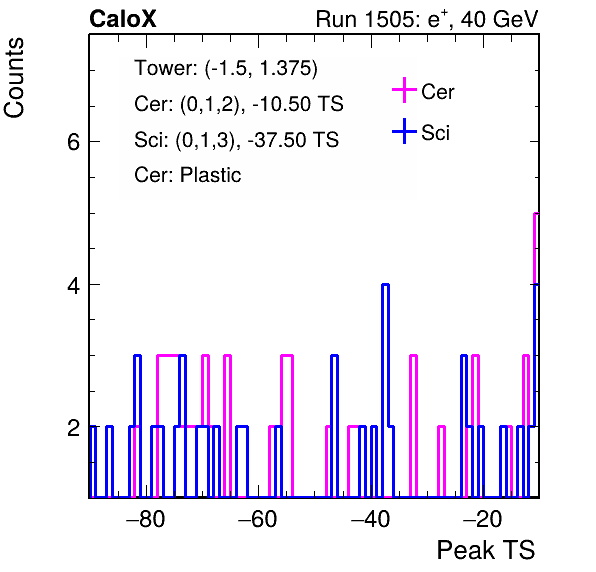 CaloX Run 1505: e⁺, 40 GeV
Counts
Tower: (-1.5, 1.375)
Cer: (0,1,2), -10.50 TS
Sci: (0,1,3), -37.50 TS
Cer: Plastic
Cer
Sci
6
4
2
−80 −60 −40 −20
Peak TS